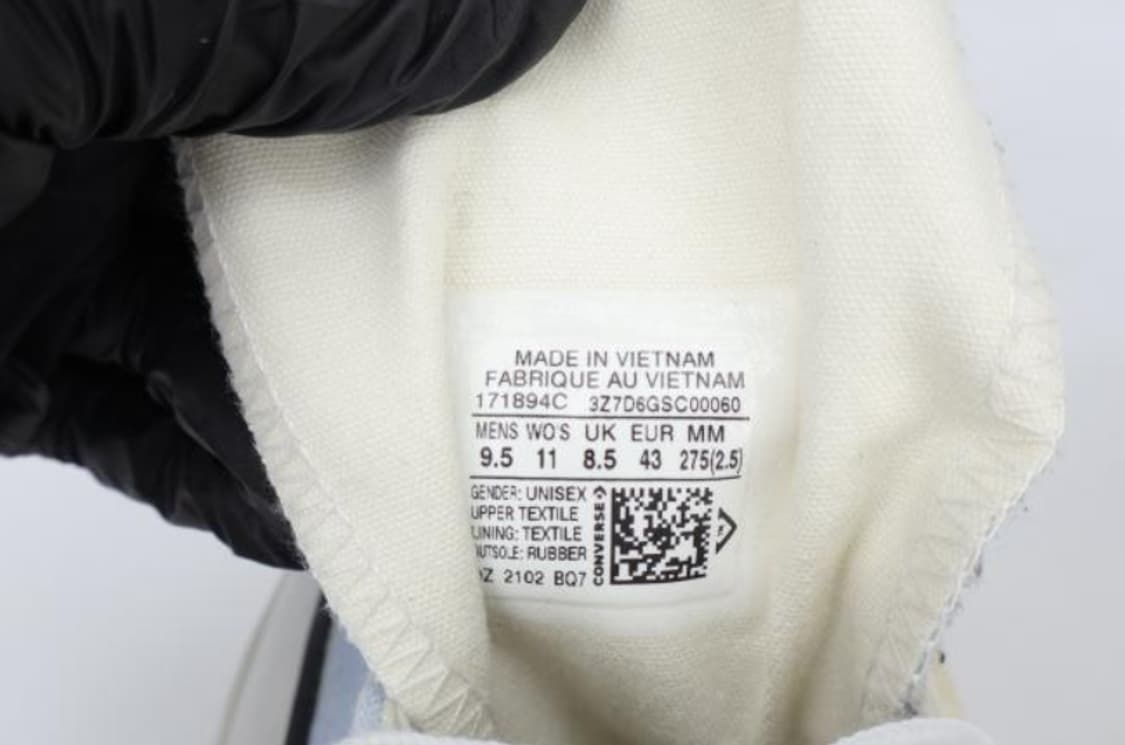 MADE IN VIETNAM
FABRIQUE AU VIETNAM
171894C 3Z7D6GSC00060
MENS WO'S UK EUR MM
9.5 11 8.5 43 275(2.5)
GENDER: UNISEX
UPPER TEXTILE
LINING: TEXTILE
OUTSOLE: RUBBER
2102 BQ7
CONVERSE